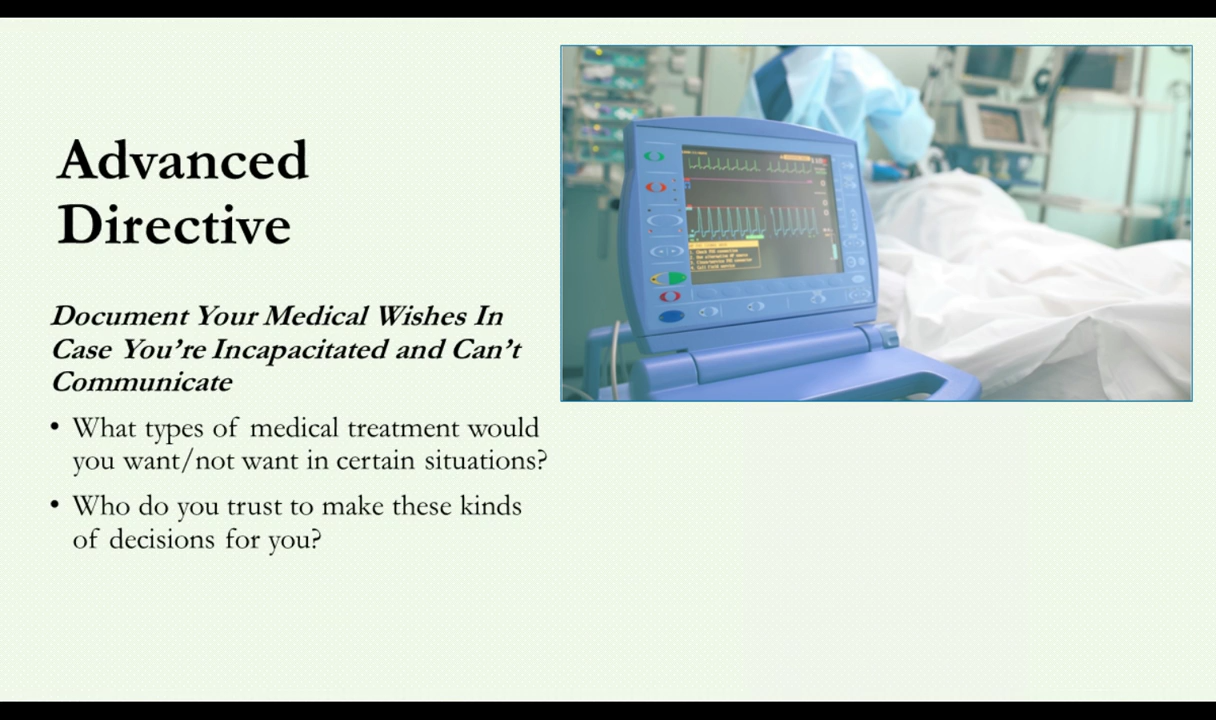 Advanced
Directive
Document Your Medical Wishes In
Case You’re Incapacitated and Can’t
Communicate
• What types of medical treatment would
you want/not want in certain situations?
• Who do you trust to make these kinds
of decisions for you?